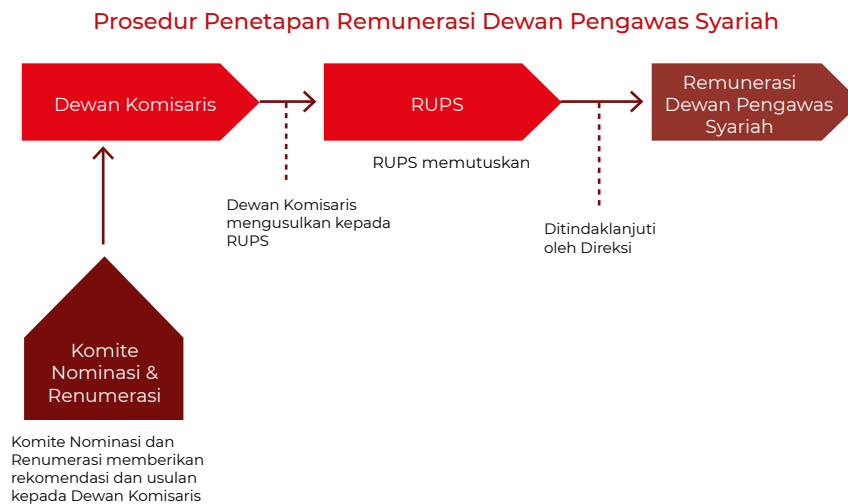 Prosedur Penetapan Remunerasi Dewan Pengawas Syariah
Dewan Komisaris
RUPS
Remunerasi
Dewan Pengawas
Syariah
RUPS memutuskan
Dewan Komisaris
mengusulkan kepada
RUPS
Ditindaklanjuti
oleh Direksi
Komite
Nominasi &
Renumerasi
Komite Nominasi dan
Renumerasi memberikan
rekomendasi dan usulan
kepada Dewan Komisaris